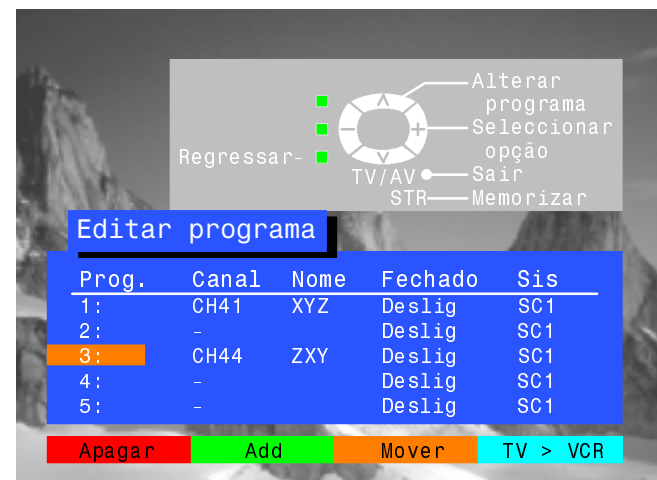 Alterar
programa
Seleccionar
opção
Regressar-
TV/AV Sair
STR Memorizar
Editar programa
Prog. Canal Nome Fechado Sis
1: CH41 XYZ Deslig SC1
2: - Deslig SC1
3: CH44 ZXY Deslig SC1
4: - Deslig SC1
5: - Deslig SC1
Apagar Add Mover TV > VCR